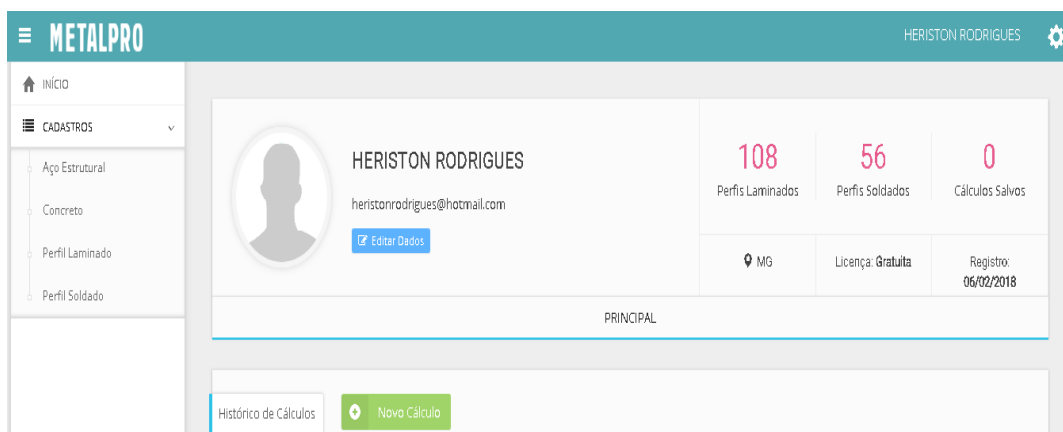 METALPRO
HERISTON RODRIGUES
INÍCIO
CADASTROS
Aço Estrutural
Concreto
Perfil Laminado
Perfil Soldado
HERISTON RODRIGUES
heristonrodrigues@hotmail.com
Editar Dados
108
Perfis Laminados
56
Perfis Soldados
0
Cálculos Salvos
MG
Licença: Gratuita
Registro:
06/02/2018
PRINCIPAL
Histórico de Cálculos
Novo Cálculo